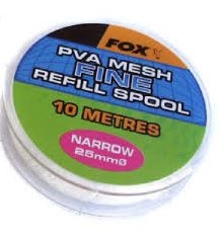 FOX
PVA MESH
FINE
REFILL SPOOL
10 METRES
NARROW
25mmØ